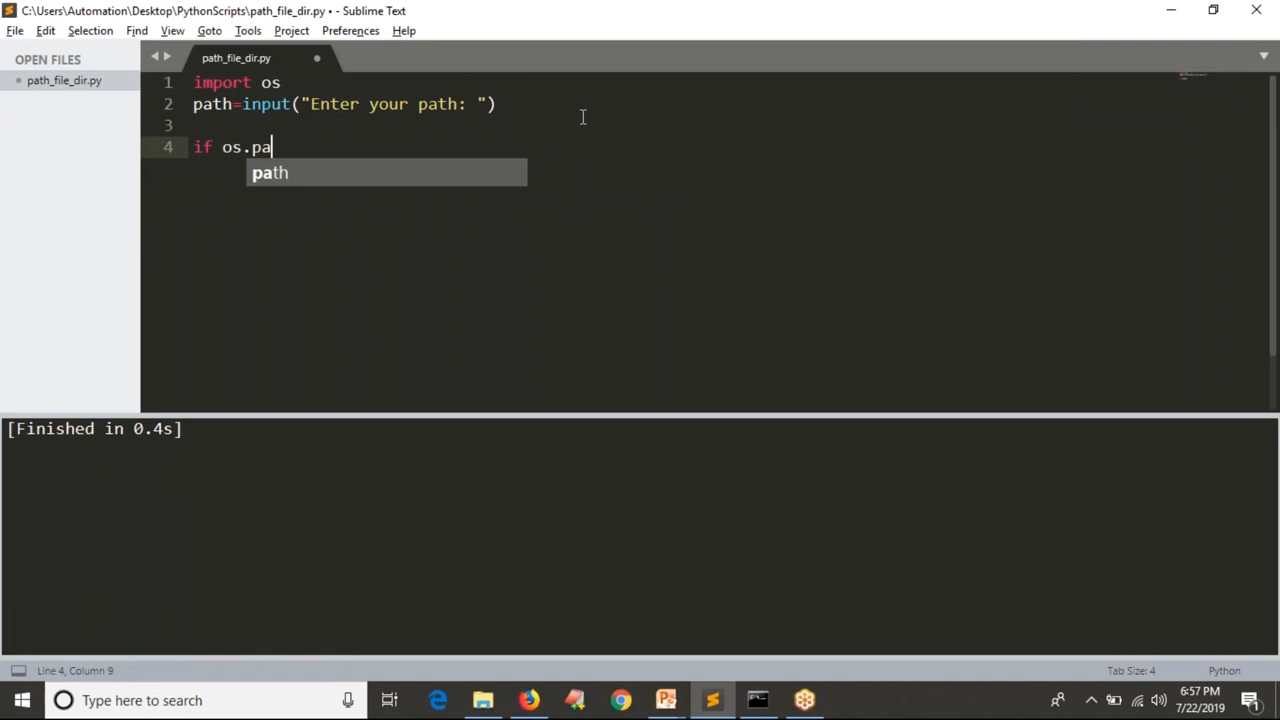 C:\Users\Automation\Desktop\PythonScripts\path_file_dir.py • - Sublime Text
File Edit Selection Find View Goto Tools Project Preferences Help
OPEN FILES
path_file_dir.py
path_file_dir.py
1 import os
2 path=input("Enter your path: ")
3
4 if os.pa
path
[Finished in 0.4s]
Line 4, Column 9
Tab Size: 4
Python
Type here to search
6:57 PM
7/22/2019
1